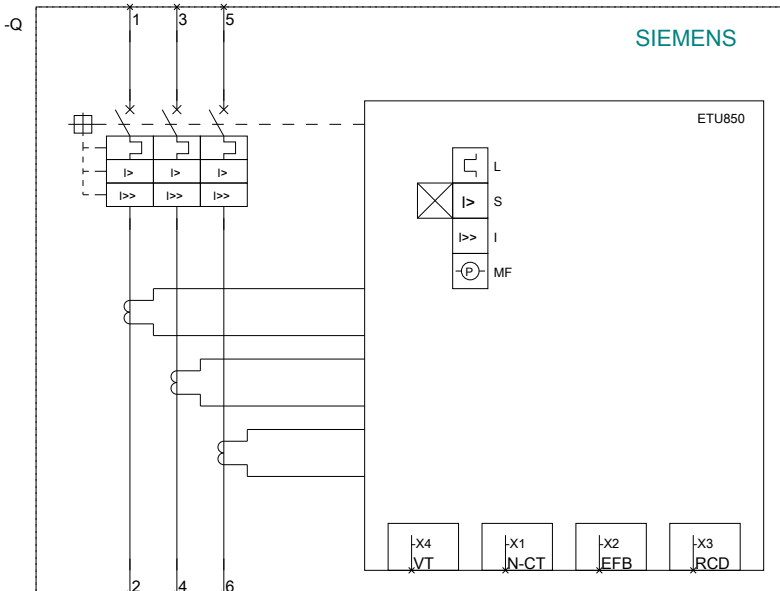 -Q
1 3 5
SIEMENS
ETU850
L
I> I> I>
I>> I>> I>>
I> S
I>> I
P MF
-X4 -X1 -X2 -X3
VT N-CT EFB RCD
2 4 6